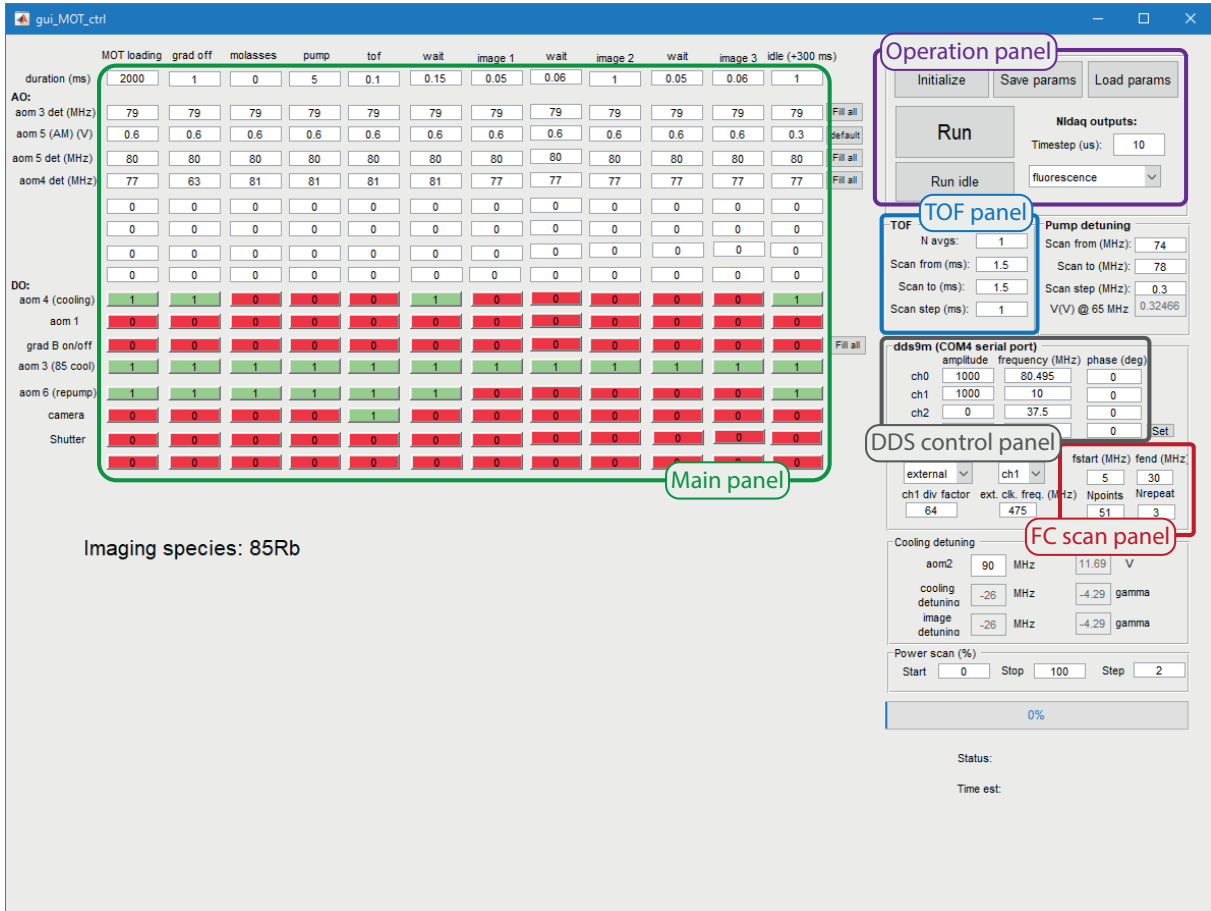 gui_MOT_ctrl
MOT loading grad off molasses pump tof wait image 1 wait image 2 wait image 3 idle (+300 ms)
duration (ms) 2000 1 0 5 0.1 0.15 0.05 0.06 1 0.05 0.06 1
AO:
aom 3 det (MHz) 79 79 79 79 79 79 79 79 79 79 79 79 Fill all
aom 5 (AM) (V) 0.6 0.6 0.6 0.6 0.6 0.6 0.6 0.6 0.6 0.6 0.6 0.3 default
aom 5 det (MHz) 80 80 80 80 80 80 80 80 80 80 80 80 Fill all
aom4 det (MHz) 77 63 81 81 81 81 77 77 77 77 77 77 Fill all
0 0 0 0 0 0 0 0 0 0 0 0
0 0 0 0 0 0 0 0 0 0 0 0
0 0 0 0 0 0 0 0 0 0 0 0
0 0 0 0 0 0 0 0 0 0 0 0
DO:
aom 4 (cooling) 1 1 0 0 0 1 0 0 0 0 0 1
aom 1 0 0 0 0 0 0 0 0 0 0 0 0
grad B on/off 0 0 0 0 0 0 0 0 0 0 0 0 Fill all
aom 3 (85 cool) 1 1 1 1 1 1 1 1 1 1 1 1
aom 6 (repump) 1 1 1 1 1 1 0 0 0 0 0 1
camera 0 0 0 0 1 0 0 0 0 0 0 0
Shutter 0 0 0 0 0 0 0 0 0 0 0 0
0 0 0 0 0 0 0 0 0 0 0 0
Main panel
Imaging species: 85Rb
Operation panel
Initialize Save params Load params
Run
NIdaq outputs:
Timestep (us): 10
Run idle fluorescence
TOF panel
TOF
N avgs: 1
Scan from (ms): 1.5
Scan to (ms): 1.5
Scan step (ms): 1
Pump detuning
Scan from (MHz): 74
Scan to (MHz): 78
Scan step (MHz): 0.3
V(V) @ 65 MHz 0.32466
dds9m (COM4 serial port)
amplitude frequency (MHz) phase (deg)
ch0 1000 80.495 0
ch1 1000 10 0
ch2 0 37.5 0
0 Set
DDS control panel
external ch1
ch1 div factor ext. clk. freq. (MHz)
64 475
fstart (MHz) fend (MHz)
5 30
Npoints Nrepeat
51 3
FC scan panel
Cooling detuning
aom2 90 MHz 11.69 V
cooling detuning -26 MHz -4.29 gamma
image detuning -26 MHz -4.29 gamma
Power scan (%)
Start 0 Stop 100 Step 2
0%
Status:
Time est: